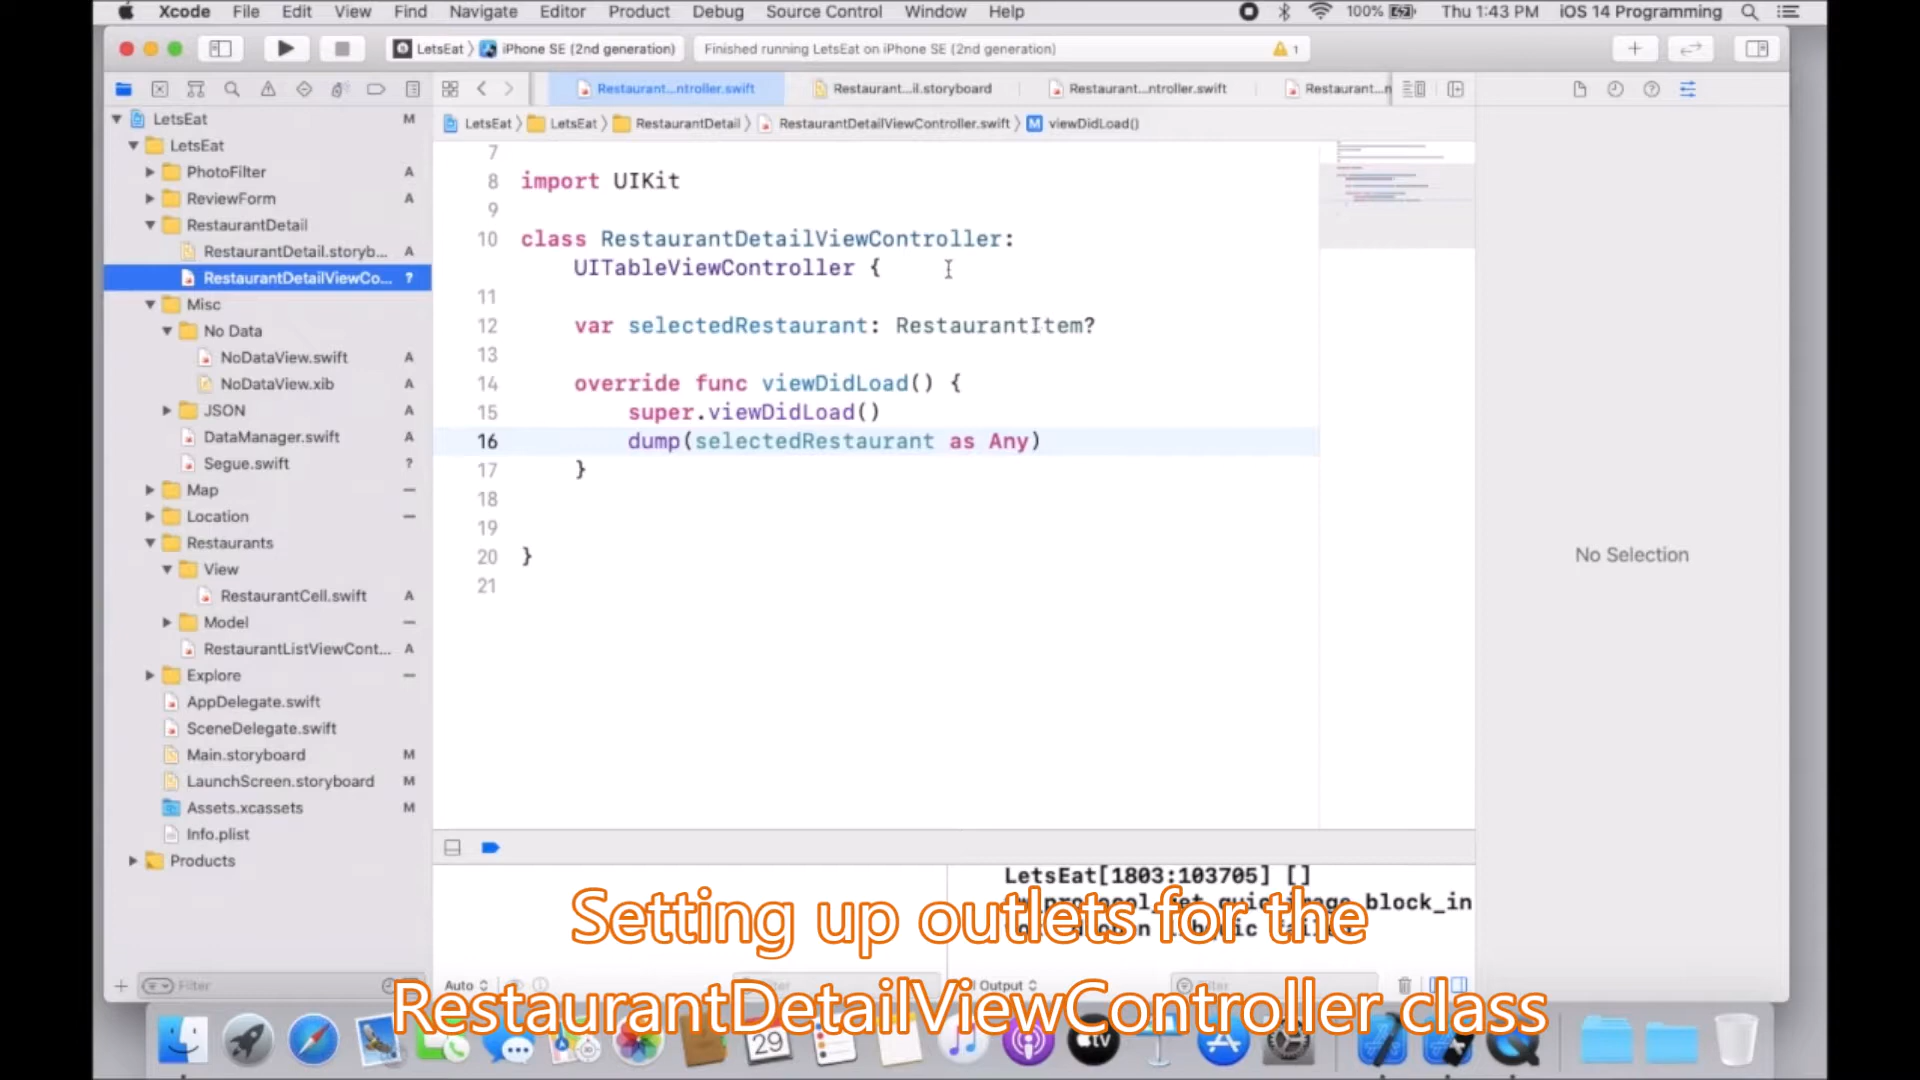 Xcode File Edit View Find Navigate Editor Product Debug Source Control Window Help 100% Thu 1:43 PM iOS 14 Programming
LetsEat iPhone SE (2nd generation) Finished running LetsEat on iPhone SE (2nd generation) 1
Restaurant...ntroller.swift Restaurant...il.storyboard Restaurant...ntroller.swift Restaurant...n
LetsEat LetsEat RestaurantDetail RestaurantDetailViewController.swift M viewDidLoad()
LetsEat M
LetsEat
PhotoFilter A
ReviewForm A
RestaurantDetail
RestaurantDetail.storyb... A
RestaurantDetailViewCo... ?
Misc
No Data
NoDataView.swift A
NoDataView.xib A
JSON A
DataManager.swift A
Segue.swift ?
Map –
Location –
Restaurants
View
RestaurantCell.swift A
Model –
RestaurantListViewCont... A
Explore –
AppDelegate.swift
SceneDelegate.swift
Main.storyboard M
LaunchScreen.storyboard M
Assets.xcassets M
Info.plist
Products
Filter
7
8 import UIKit
9
10 class RestaurantDetailViewController:
UITableViewController {
11
12 var selectedRestaurant: RestaurantItem?
13
14 override func viewDidLoad() {
15 super.viewDidLoad()
16 dump(selectedRestaurant as Any)
17 }
18
19
20 }
21
No Selection
LetsEat[1803:103705] []
block_in
Auto
Output
Filter
Setting up outlets for the
RestaurantDetailViewController class
29
tv